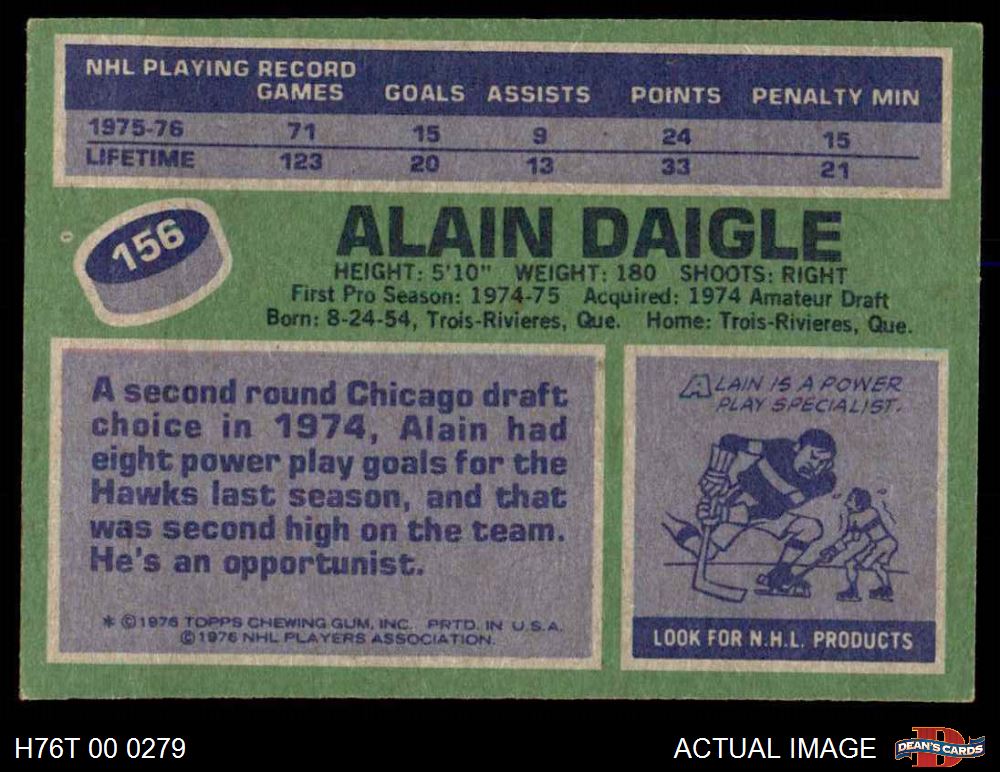 NHL PLAYING RECORD
GAMES GOALS ASSISTS POINTS PENALTY MIN
1975-76 71 15 9 24 15
LIFETIME 123 20 13 33 21
156
ALAIN DAIGLE
HEIGHT: 5'10" WEIGHT: 180 SHOOTS: RIGHT
First Pro Season: 1974-75 Acquired: 1974 Amateur Draft
Born: 8-24-54, Trois-Rivieres, Que. Home: Trois-Rivieres, Que.
A second round Chicago draft
choice in 1974, Alain had
eight power play goals for the
Hawks last season, and that
was second high on the team.
He's an opportunist.
* ©1976 TOPPS CHEWING GUM, INC. PRTD. IN U.S.A.
©1976 NHL PLAYERS ASSOCIATION.
ALAIN IS A POWER
PLAY SPECIALIST.
LOOK FOR N.H.L. PRODUCTS
H76T 00 0279
ACTUAL IMAGE
D
DEAN'S CARDS